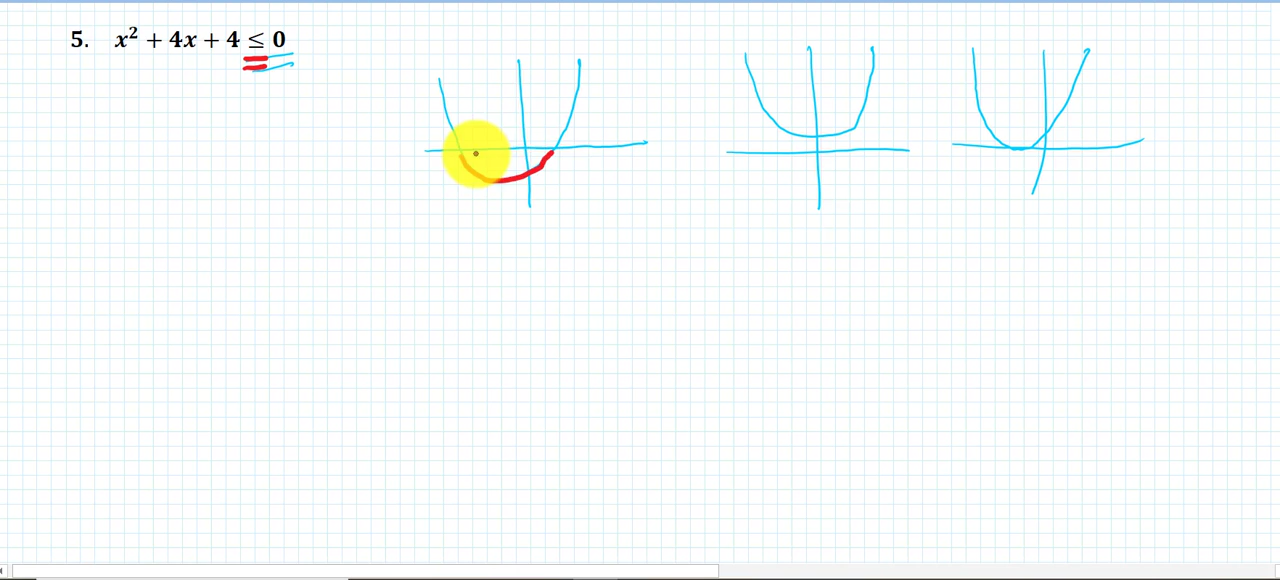 5. x² + 4x + 4 ≤ 0